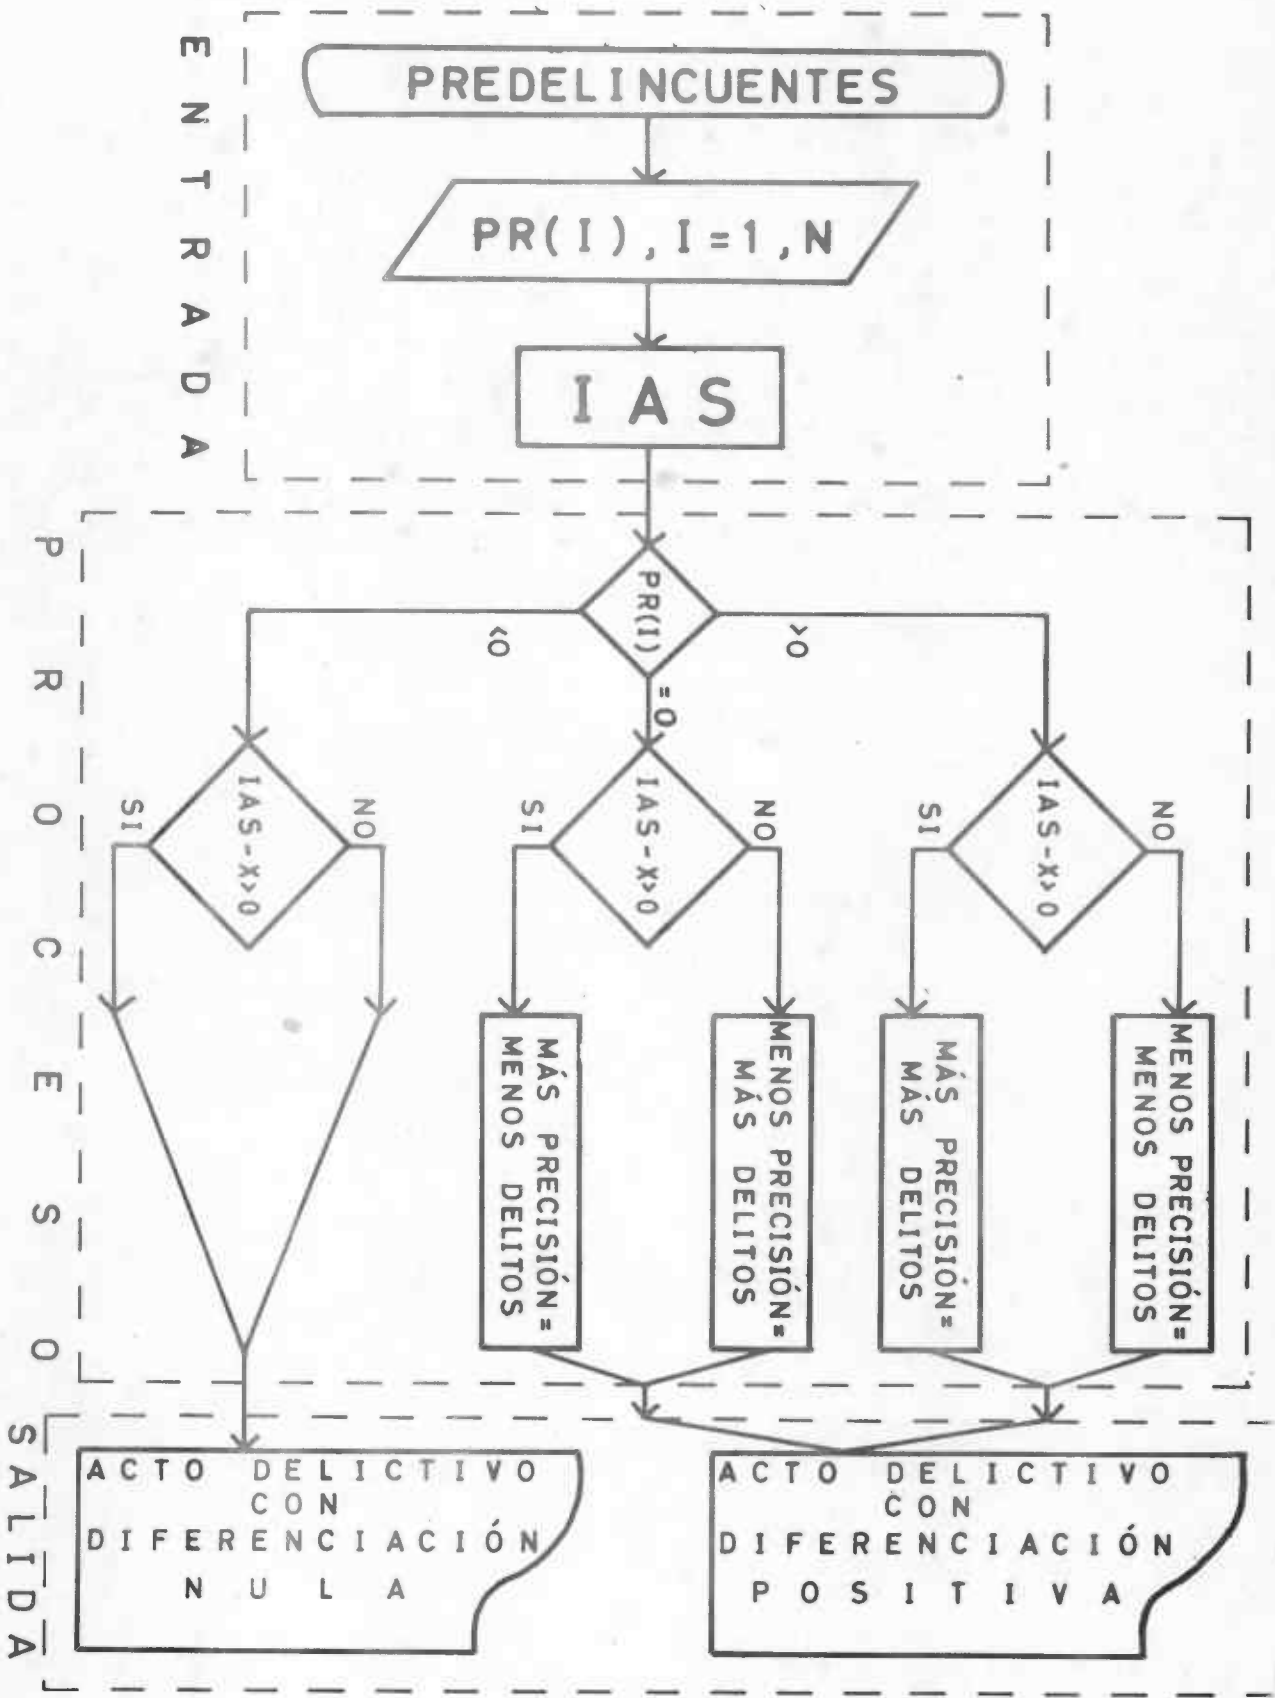 ENTRADA
PREDELINCUENTES
PR(I), I=1,N
IAS
PROCESO
PR(I)
<0
=0
>0
IAS-X>0
SI
NO
IAS-X>0
SI
NO
IAS-X>0
SI
NO
MÁS PRECISIÓN=
MENOS DELITOS
MENOS PRECISIÓN=
MÁS DELITOS
MÁS PRECISIÓN=
MÁS DELITOS
MENOS PRECISIÓN=
MENOS DELITOS
SALIDA
ACTO DELICTIVO
CON
DIFERENCIACIÓN
NULA
ACTO DELICTIVO
CON
DIFERENCIACIÓN
POSITIVA